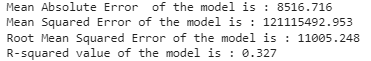 Mean Absolute Error  of the model is : 8516.716
Mean Squared Error of the model is : 121115492.953
Root Mean Squared Error of the model is : 11005.248
R-squared value of the model is : 0.327